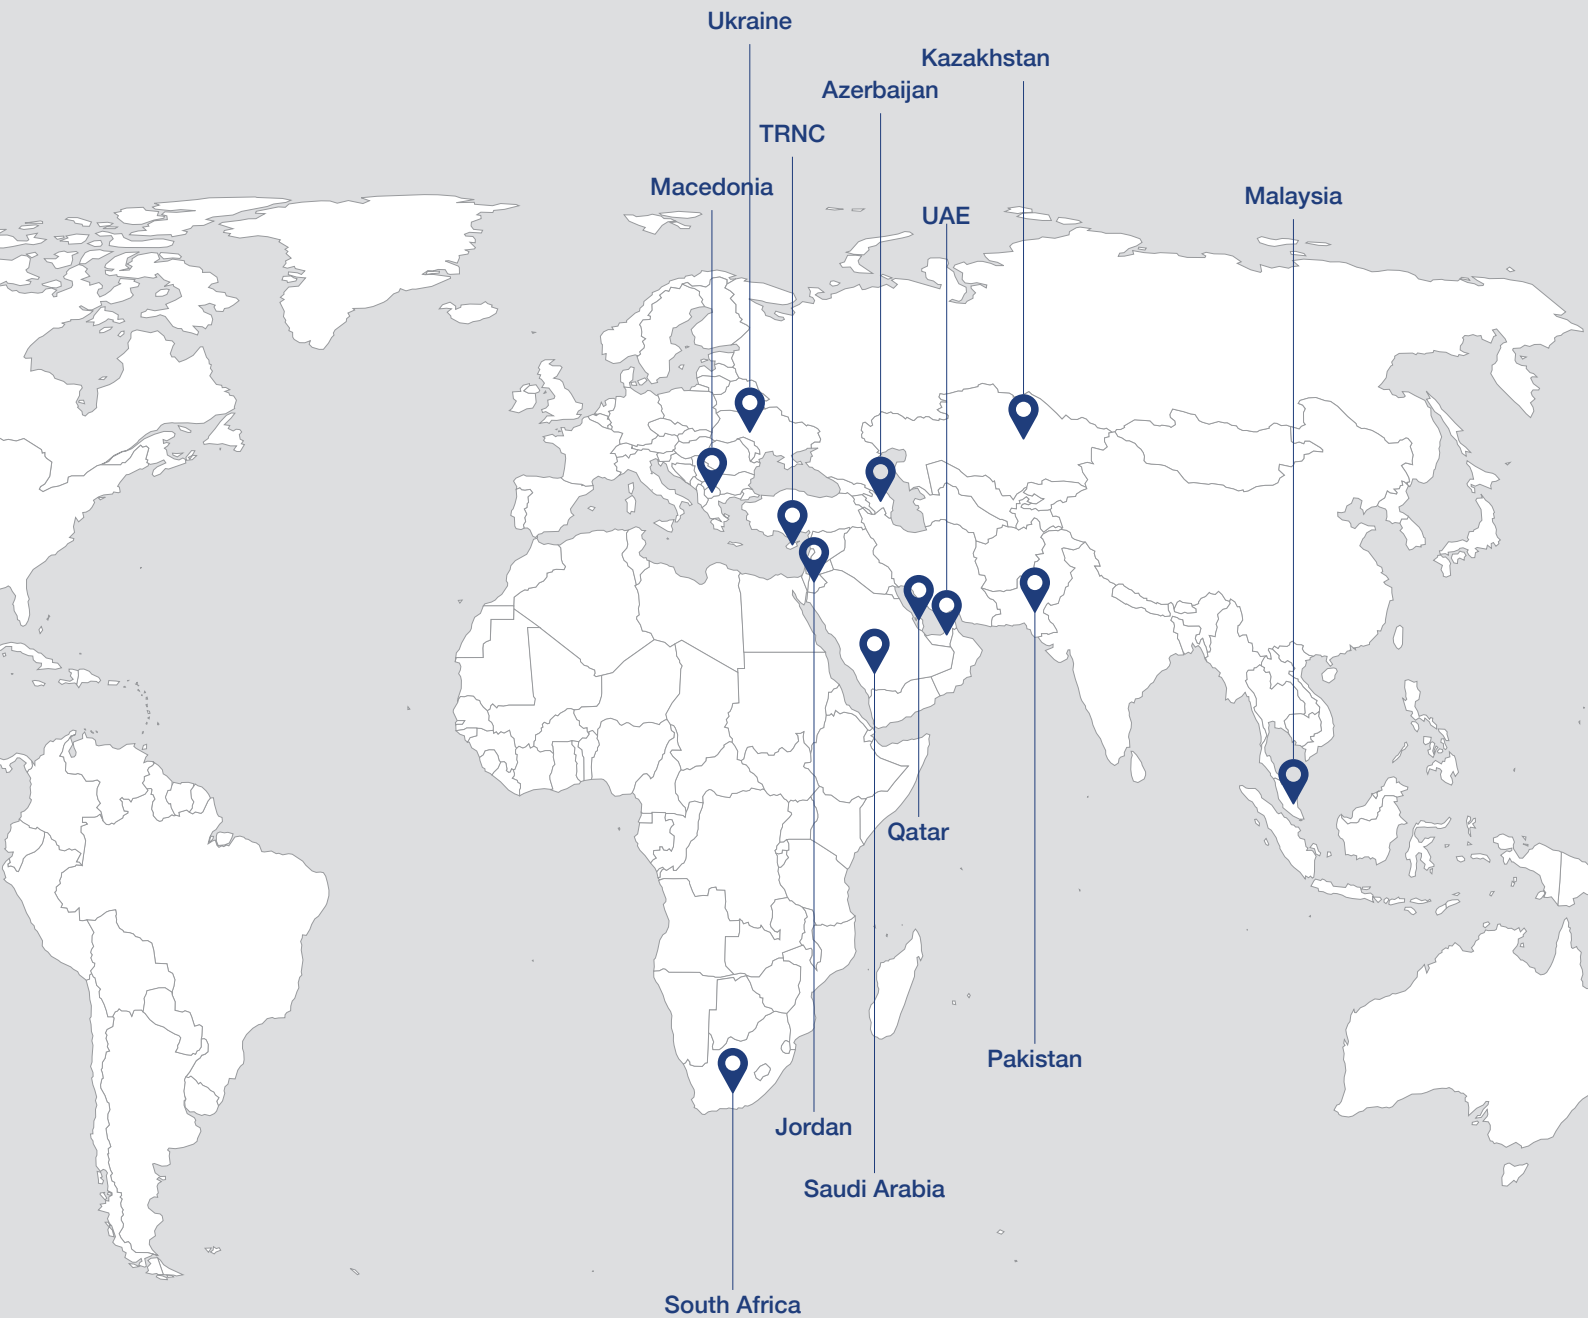 Ukraine
Kazakhstan
Azerbaijan
TRNC
Macedonia
Malaysia
UAE
Qatar
Pakistan
Jordan
Saudi Arabia
South Africa